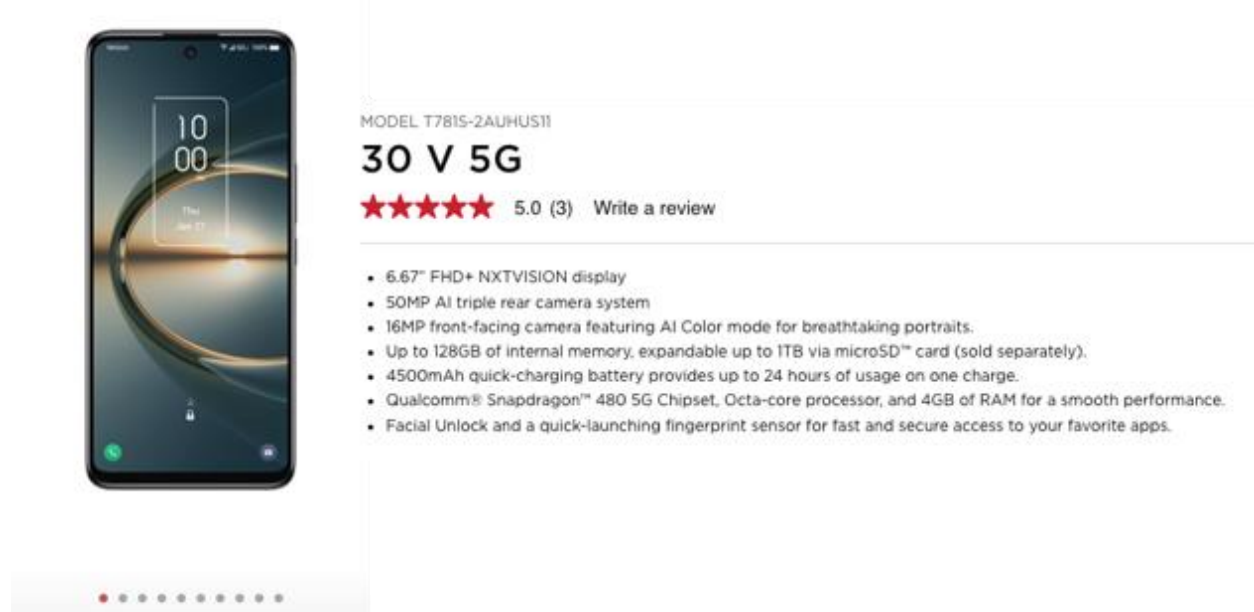 10
00
Thu
Jan 27
MODEL T781S-2AUHUS11
30 V 5G
5.0 (3) Write a review
• 6.67" FHD+ NXTVISION display
• 50MP AI triple rear camera system
• 16MP front-facing camera featuring AI Color mode for breathtaking portraits.
• Up to 128GB of internal memory, expandable up to 1TB via microSD™ card (sold separately).
• 4500mAh quick-charging battery provides up to 24 hours of usage on one charge.
• Qualcomm® Snapdragon™ 480 5G Chipset, Octa-core processor, and 4GB of RAM for a smooth performance.
• Facial Unlock and a quick-launching fingerprint sensor for fast and secure access to your favorite apps.